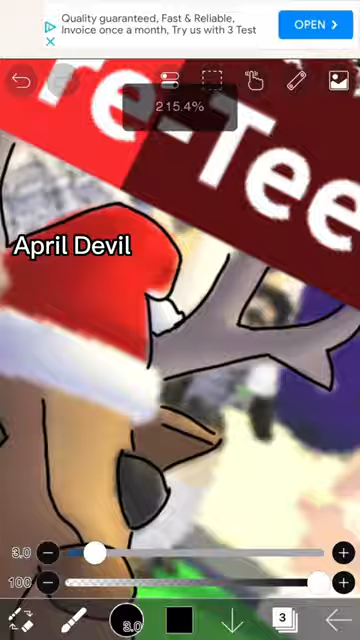 Quality guaranteed, Fast & Reliable,
Invoice once a month, Try us with 3 Test
OPEN
215.4%
re-Tee
April Devil
3.0
100
3.0
3